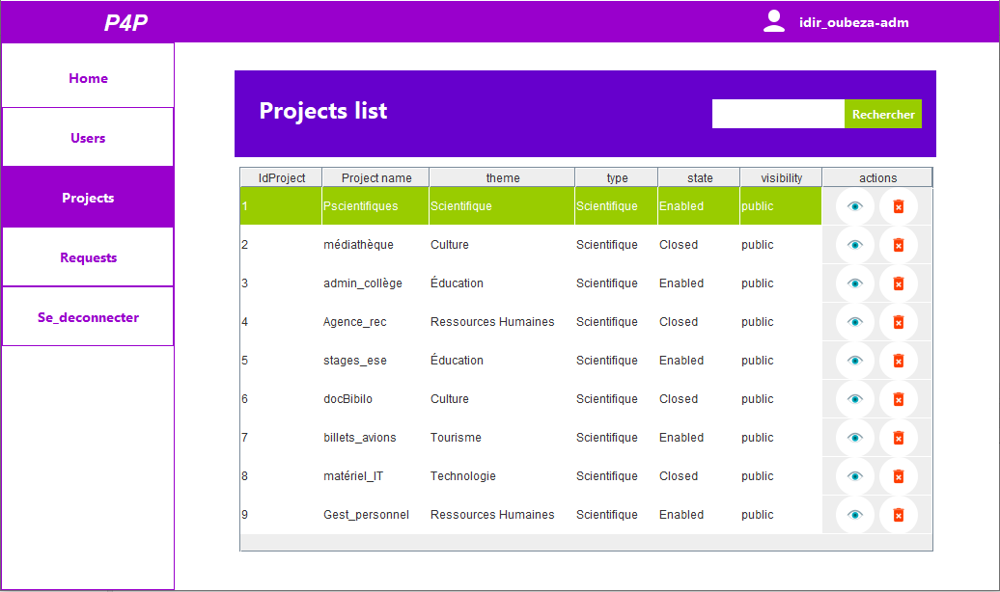 P4P
idir_oubeza-adm
Home
Users
Projects
Requests
Se_deconnecter
Projects list
Rechercher
IdProject Project name theme type state visibility actions
1 Pscientifiques Scientifique Scientifique Enabled public
2 médiathèque Culture Scientifique Closed public
3 admin_collège Éducation Scientifique Enabled public
4 Agence_rec Ressources Humaines Scientifique Closed public
5 stages_ese Éducation Scientifique Enabled public
6 docBibilo Culture Scientifique Closed public
7 billets_avions Tourisme Scientifique Enabled public
8 matériel_IT Technologie Scientifique Closed public
9 Gest_personnel Ressources Humaines Scientifique Enabled public